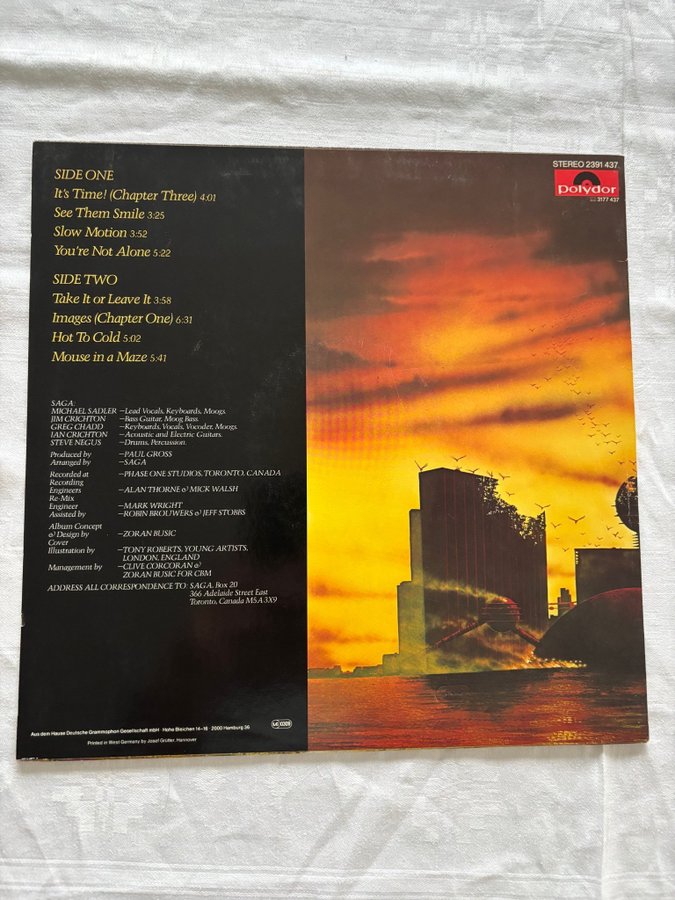 SIDE ONE
It's Time! (Chapter Three) 4:01
See Them Smile 3:25
Slow Motion 3:52
You're Not Alone 5:22
SIDE TWO
Take It or Leave It 3:58
Images (Chapter One) 6:31
Hot To Cold 5:02
Mouse in a Maze 5:41
SAGA:
MICHAEL SADLER —Lead Vocals, Keyboards, Moogs.
JIM CRICHTON —Bass Guitar, Moog Bass.
GREG CHADD —Keyboards, Vocals, Vocoder, Moogs.
IAN CRICHTON —Acoustic and Electric Guitars.
STEVE NEGUS —Drums, Percussion.
Produced by —PAUL GROSS
Arranged by —SAGA
Recorded at —PHASE ONE STUDIOS, TORONTO, CANADA
Recording
Engineers —ALAN THORNE & MICK WALSH
Re-Mix
Engineer —MARK WRIGHT
Assisted by —ROBIN BROUWERS & JEFF STOBBS
Album Concept
& Design by —ZORAN BUSIC
Cover
Illustration by —TONY ROBERTS, YOUNG ARTISTS,
LONDON, ENGLAND
Management by —CLIVE CORCORAN &
ZORAN BUSIC FOR CBM
ADDRESS ALL CORRESPONDENCE TO: SAGA, Box 20
366 Adelaide Street East
Toronto, Canada M5A 3X9
Aus dem Hause Deutsche Grammophon Gesellschaft mbH · Hohe Bleichen 14–16 · 2000 Hamburg 36
Printed in West Germany by Josef Grütter, Hannover
STEREO 2391 437
polydor
3177 437